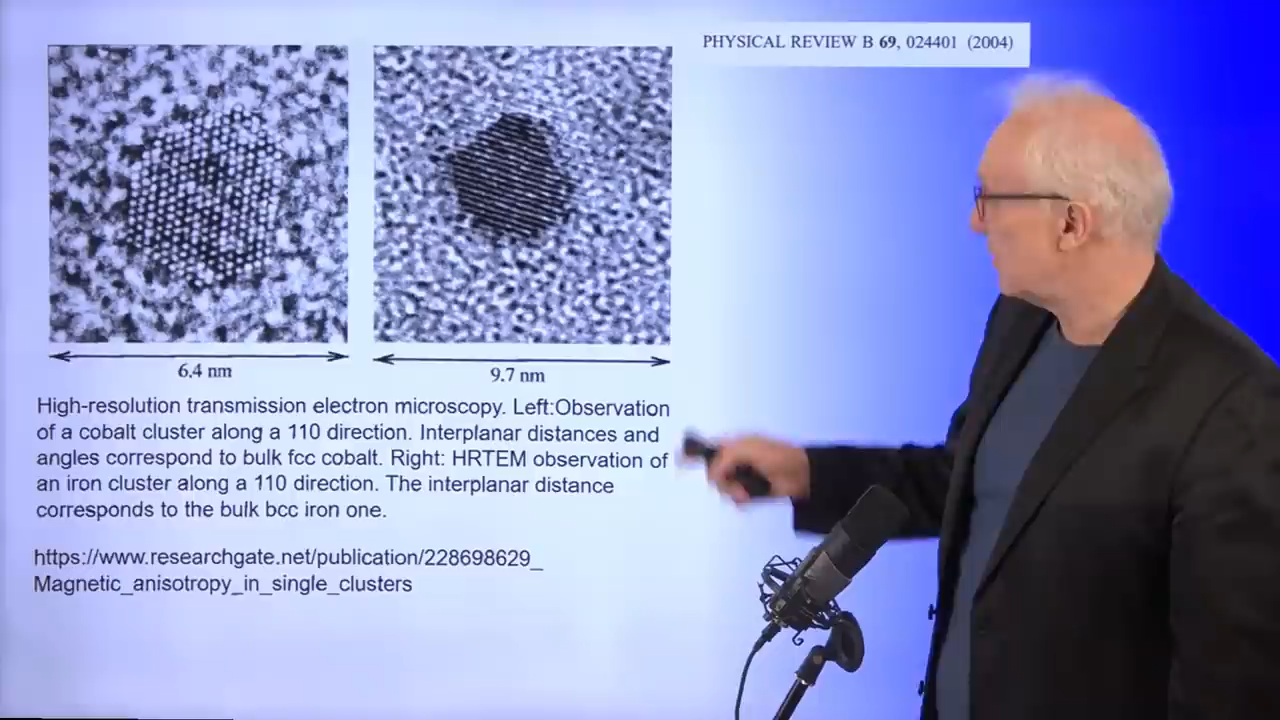 PHYSICAL REVIEW B 69, 024401 (2004)
6.4 nm
9.7 nm
High-resolution transmission electron microscopy. Left:Observation
of a cobalt cluster along a 110 direction. Interplanar distances and
angles correspond to bulk fcc cobalt. Right: HRTEM observation of
an iron cluster along a 110 direction. The interplanar distance
corresponds to the bulk bcc iron one.
https://www.researchgate.net/publication/228698629_
Magnetic_anisotropy_in_single_clusters